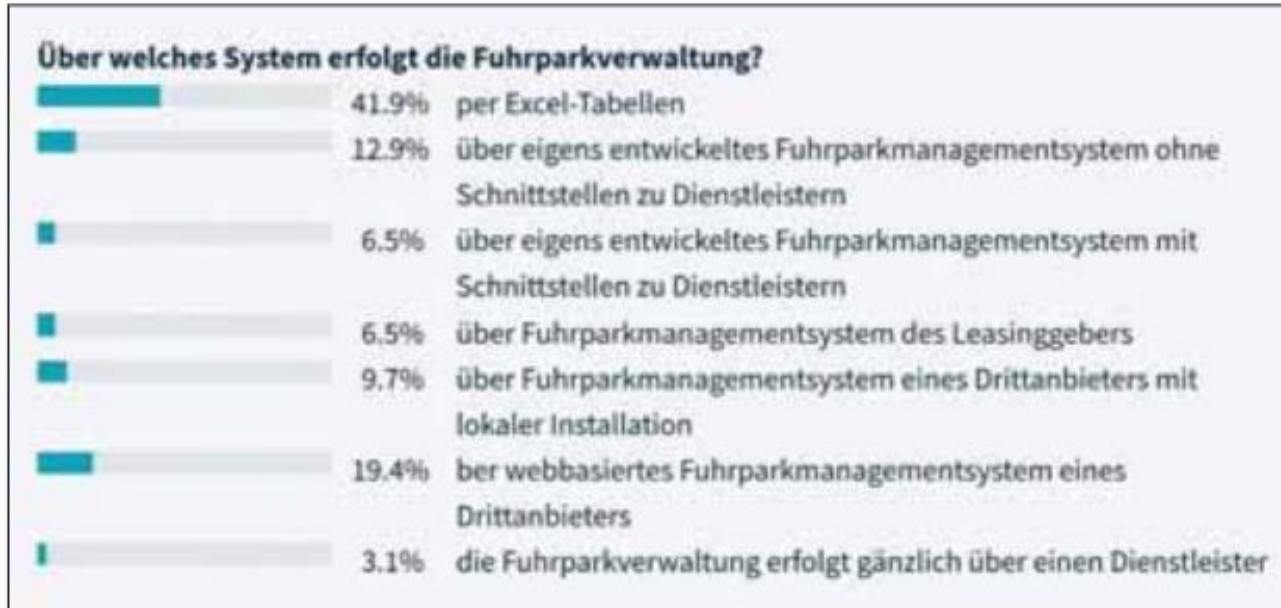 Über welches System erfolgt die Fuhrparkverwaltung?
41.9% per Excel-Tabellen
12.9% über eigens entwickeltes Fuhrparkmanagementsystem ohne
Schnittstellen zu Dienstleistern
6.5% über eigens entwickeltes Fuhrparkmanagementsystem mit
Schnittstellen zu Dienstleistern
6.5% über Fuhrparkmanagementsystem des Leasinggebers
9.7% über Fuhrparkmanagementsystem eines Drittanbieters mit
lokaler Installation
19.4% ber webbasiertes Fuhrparkmanagementsystem eines
Drittanbieters
3.1% die Fuhrparkverwaltung erfolgt gänzlich über einen Dienstleister